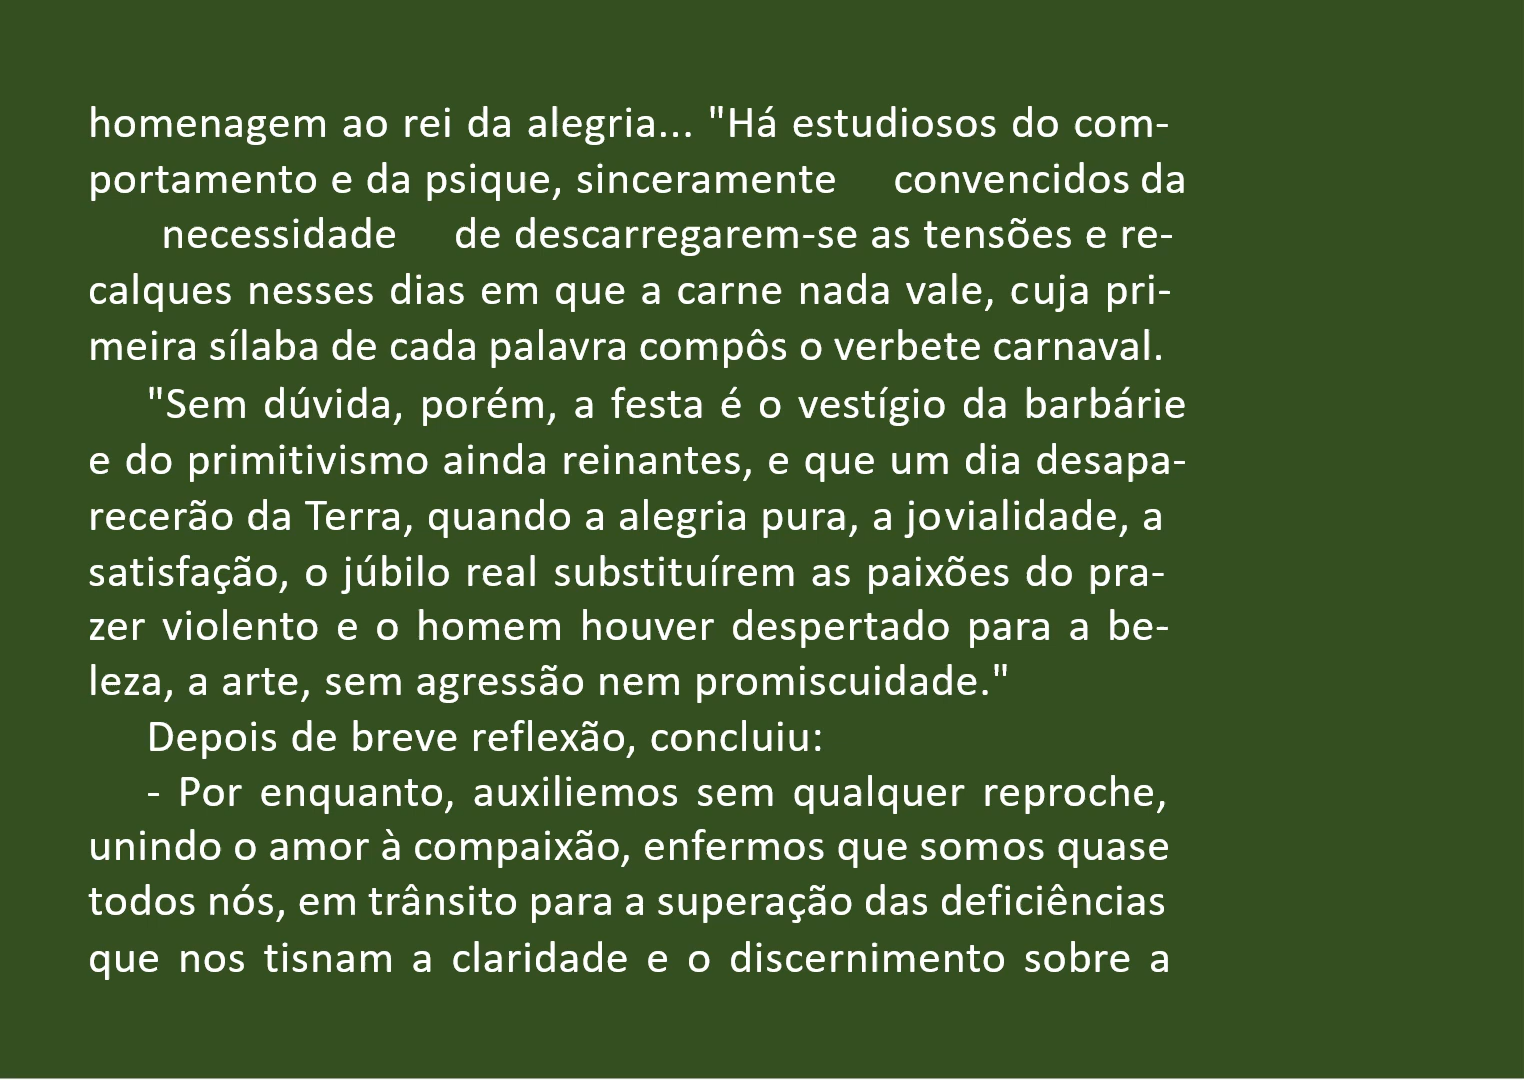 homenagem ao rei da alegria... "Há estudiosos do com-
portamento e da psique, sinceramente convencidos da
necessidade de descarregarem-se as tensões e re-
calques nesses dias em que a carne nada vale, cuja pri-
meira sílaba de cada palavra compôs o verbete carnaval.
"Sem dúvida, porém, a festa é o vestígio da barbárie
e do primitivismo ainda reinantes, e que um dia desapa-
recerão da Terra, quando a alegria pura, a jovialidade, a
satisfação, o júbilo real substituírem as paixões do pra-
zer violento e o homem houver despertado para a be-
leza, a arte, sem agressão nem promiscuidade."
Depois de breve reflexão, concluiu:
- Por enquanto, auxiliemos sem qualquer reproche,
unindo o amor à compaixão, enfermos que somos quase
todos nós, em trânsito para a superação das deficiências
que nos tisnam a claridade e o discernimento sobre a